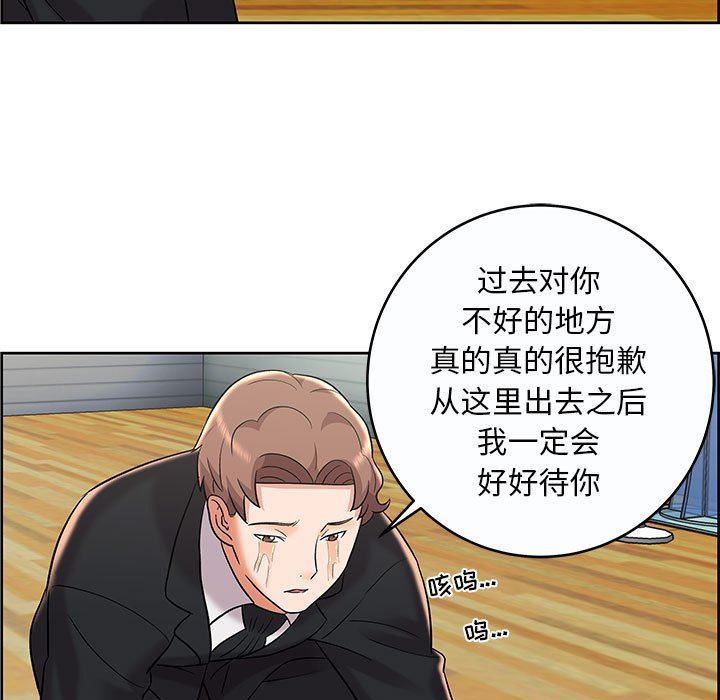 过去对你
不好的地方
真的真的很抱歉
从这里出去之后
我一定会
好好待你
咳呜…
呜…